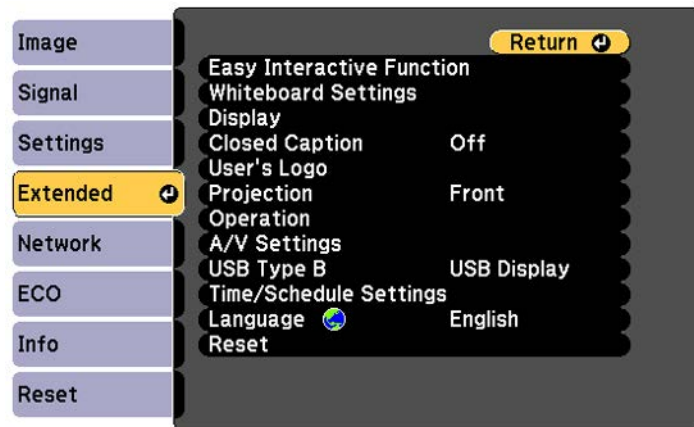 Image
Signal
Settings
Extended
Network
ECO
Info
Reset
Return
Easy Interactive Function
Whiteboard Settings
Display
Closed Caption Off
User's Logo
Projection Front
Operation
A/V Settings
USB Type B USB Display
Time/Schedule Settings
Language English
Reset